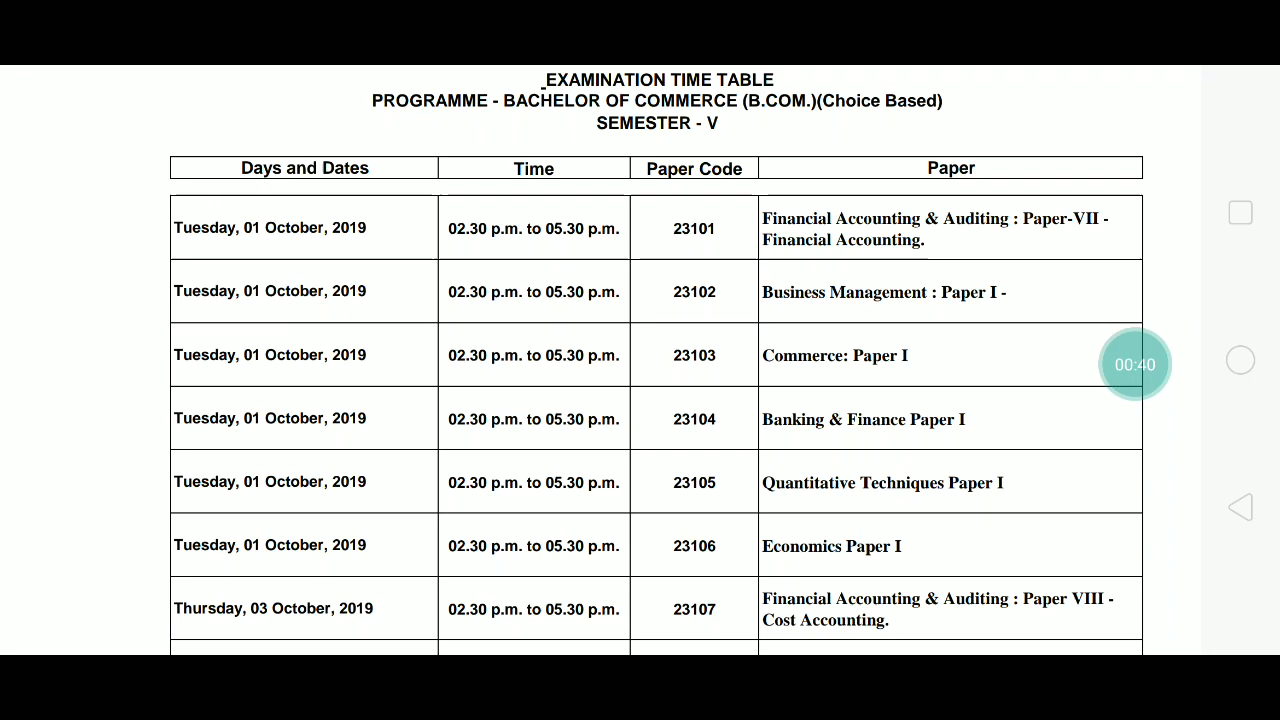 EXAMINATION TIME TABLE
PROGRAMME - BACHELOR OF COMMERCE (B.COM.)(Choice Based)
SEMESTER - V
Days and Dates Time Paper Code Paper
Tuesday, 01 October, 2019 02.30 p.m. to 05.30 p.m. 23101 Financial Accounting & Auditing : Paper-VII -
Financial Accounting.
Tuesday, 01 October, 2019 02.30 p.m. to 05.30 p.m. 23102 Business Management : Paper I -
Tuesday, 01 October, 2019 02.30 p.m. to 05.30 p.m. 23103 Commerce: Paper I
00:40
Tuesday, 01 October, 2019 02.30 p.m. to 05.30 p.m. 23104 Banking & Finance Paper I
Tuesday, 01 October, 2019 02.30 p.m. to 05.30 p.m. 23105 Quantitative Techniques Paper I
Tuesday, 01 October, 2019 02.30 p.m. to 05.30 p.m. 23106 Economics Paper I
Thursday, 03 October, 2019 02.30 p.m. to 05.30 p.m. 23107 Financial Accounting & Auditing : Paper VIII -
Cost Accounting.